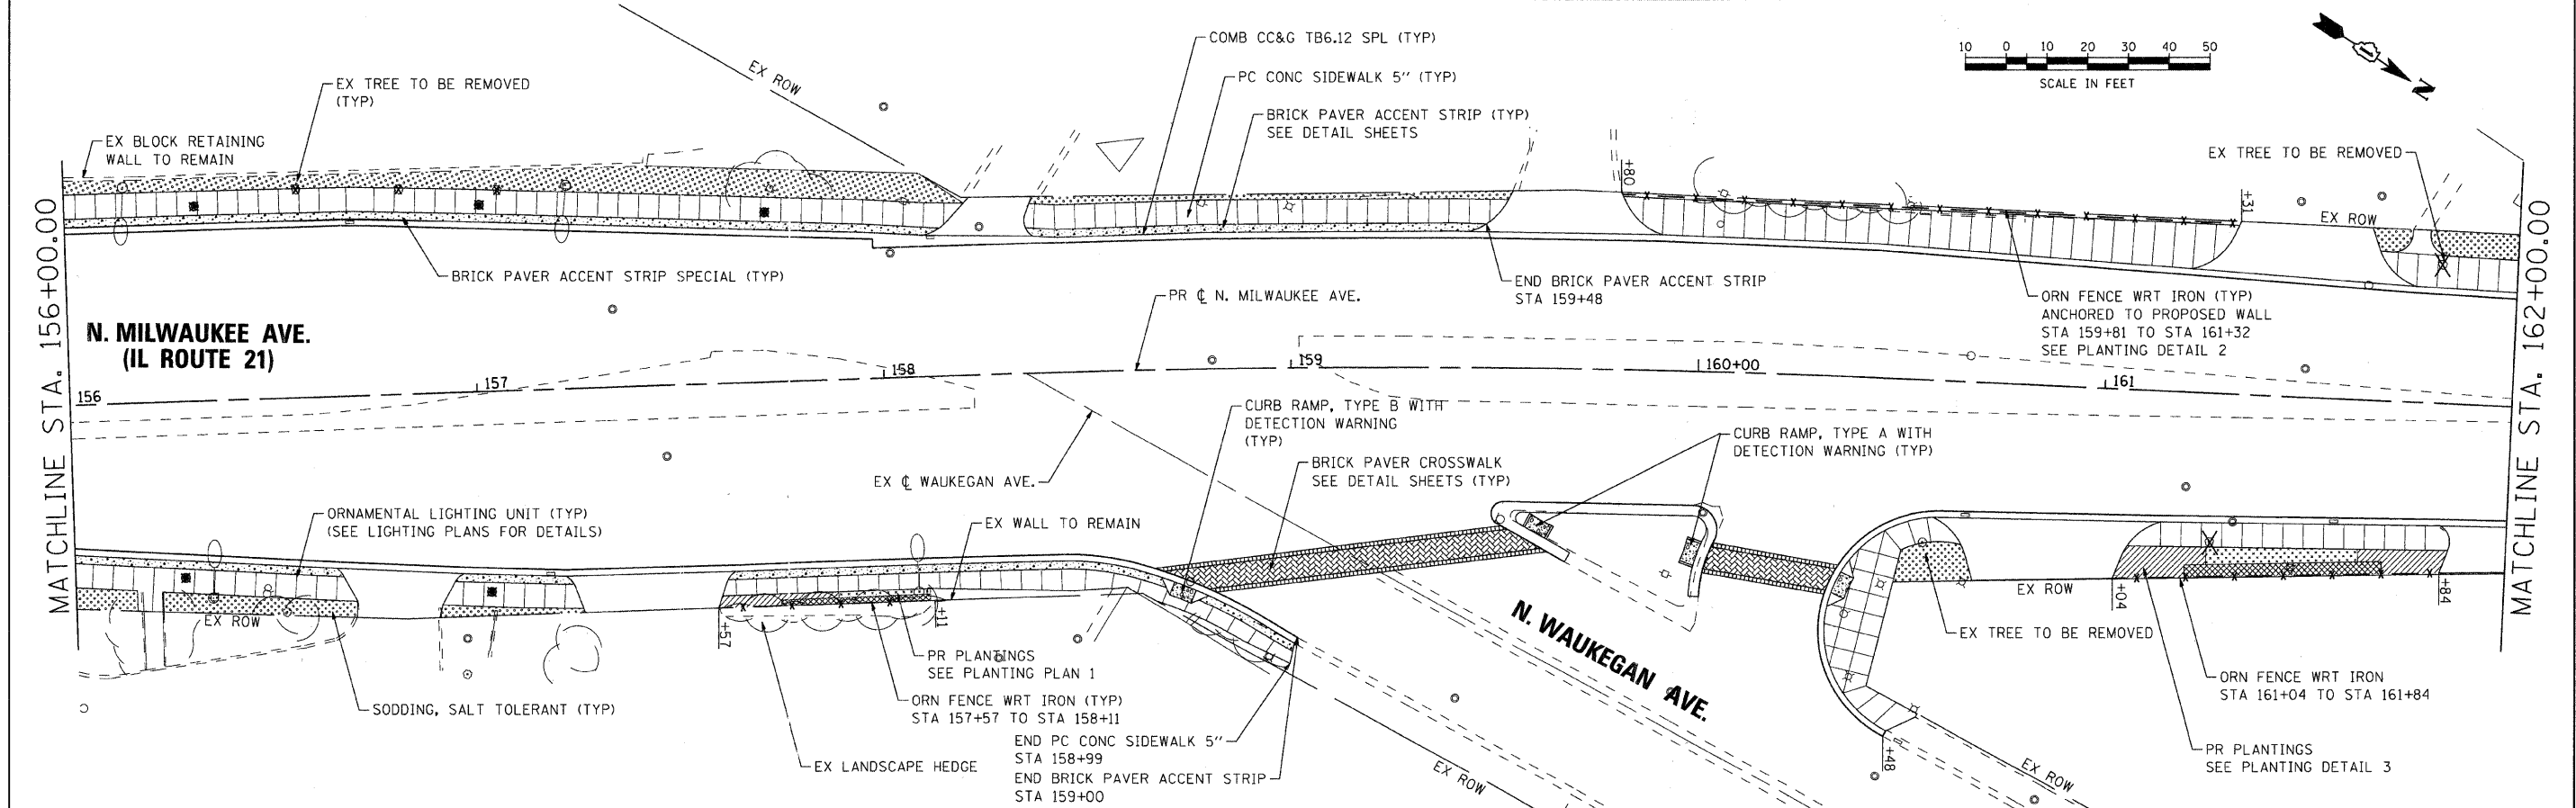 COMB CC&G TB6.12 SPL (TYP)
10 0 10 20 30 40 50
SCALE IN FEET
N
EX ROW
EX TREE TO BE REMOVED
(TYP)
PC CONC SIDEWALK 5" (TYP)
BRICK PAVER ACCENT STRIP (TYP)
SEE DETAIL SHEETS
EX BLOCK RETAINING
WALL TO REMAIN
EX TREE TO BE REMOVED
+80
+31
EX ROW
BRICK PAVER ACCENT STRIP SPECIAL (TYP)
END BRICK PAVER ACCENT STRIP
STA 159+48
PR ℄ N. MILWAUKEE AVE.
ORN FENCE WRT IRON (TYP)
ANCHORED TO PROPOSED WALL
STA 159+81 TO STA 161+32
SEE PLANTING DETAIL 2
MATCHLINE STA. 156+00.00
N. MILWAUKEE AVE.
(IL ROUTE 21)
MATCHLINE STA. 162+00.00
156
157
158
159
160+00
161
CURB RAMP, TYPE B WITH
DETECTION WARNING
(TYP)
CURB RAMP, TYPE A WITH
DETECTION WARNING (TYP)
BRICK PAVER CROSSWALK
SEE DETAIL SHEETS (TYP)
EX ℄ WAUKEGAN AVE.
ORNAMENTAL LIGHTING UNIT (TYP)
(SEE LIGHTING PLANS FOR DETAILS)
EX WALL TO REMAIN
EX ROW
+57
+11
EX ROW
+04
+84
N. WAUKEGAN AVE.
EX TREE TO BE REMOVED
PR PLANTINGS
SEE PLANTING PLAN 1
ORN FENCE WRT IRON
STA 161+04 TO STA 161+84
SODDING, SALT TOLERANT (TYP)
ORN FENCE WRT IRON (TYP)
STA 157+57 TO STA 158+11
END PC CONC SIDEWALK 5"
STA 158+99
+48
PR PLANTINGS
SEE PLANTING DETAIL 3
EX LANDSCAPE HEDGE
END BRICK PAVER ACCENT STRIP
STA 159+00
EX ROW
EX ROW